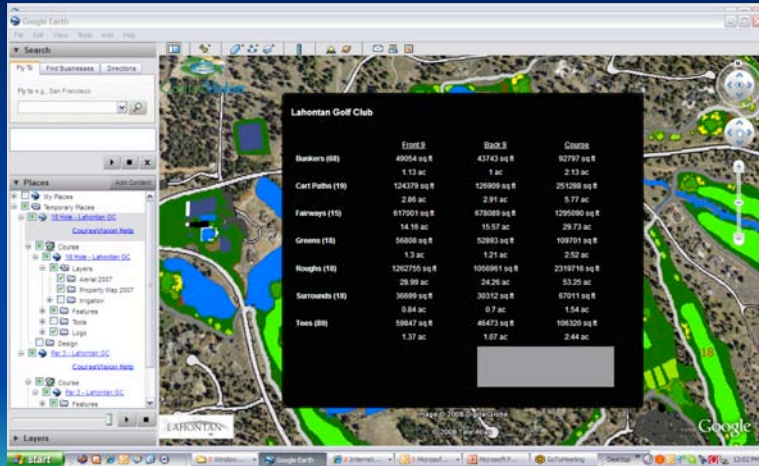 Google Earth
File Edit View Tools Add Help
Search
Fly To Find Businesses Directions
Fly to e.g., San Francisco
Places Add Content
My Places
Temporary Places
18 Hole - Lahontan GC
CourseVision Help
Course
18 Hole - Lahontan GC
Layers
Aerial 2007
Property Map 2007
Irrigation
Features
Tools
Logo
Design
Par 3 - Lahontan GC
CourseVision Help
Course
Par 3 - Lahontan GC
Features
Layers
Lahontan Golf Club
Front 9 Back 9 Course
Bunkers (68) 49054 sq ft 43743 sq ft 92797 sq ft
1.13 ac 1 ac 2.13 ac
Cart Paths (19) 124379 sq ft 126909 sq ft 251288 sq ft
2.86 ac 2.91 ac 5.77 ac
Fairways (15) 617001 sq ft 678089 sq ft 1295090 sq ft
14.16 ac 15.57 ac 29.73 ac
Greens (18) 56808 sq ft 52893 sq ft 109701 sq ft
1.3 ac 1.21 ac 2.52 ac
Roughs (18) 1262755 sq ft 1056961 sq ft 2319716 sq ft
28.99 ac 24.26 ac 53.25 ac
Surrounds (18) 36699 sq ft 30312 sq ft 67011 sq ft
0.84 ac 0.7 ac 1.54 ac
Tees (89) 59847 sq ft 46473 sq ft 106320 sq ft
1.37 ac 1.07 ac 2.44 ac
18
N
LAHONTAN
Image © 2008 DigitalGlobe
© 2008 Tele Atlas
Google
start Google Earth GoToMeeting Desktop 12:02 PM